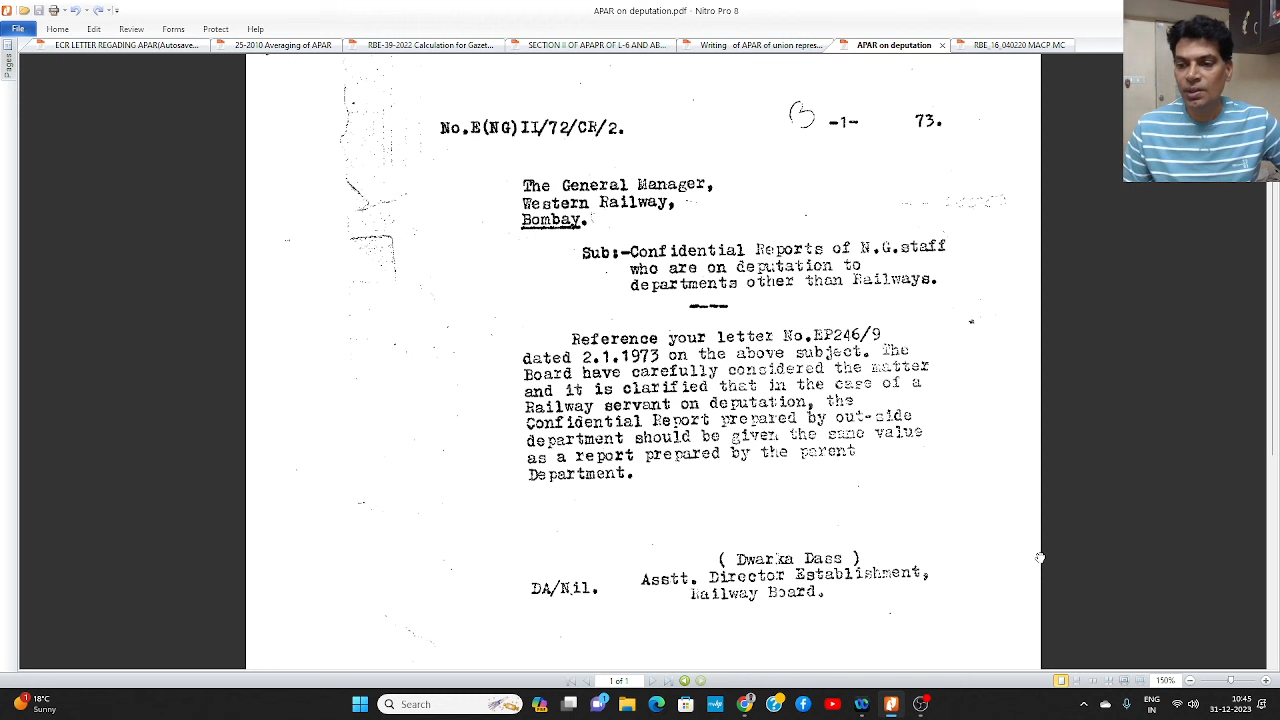 APAR on deputation.pdf - Nitro Pro 8
File Home Edit Review Forms Protect Help
ECR LETTER REGADING APAR(Autosave... 25-2010 Averaging of APAR RBE-39-2022 Calculation for Gazet... SECTION II OF APAPR OF L-6 AND AB... Writing of APAR of union repres... APAR on deputation RBE_16_040220 MACP MC
Pages
No.E(NG)II/72/CR/2. -1- 73.
The General Manager,
Western Railway,
Bombay.
Sub:-Confidential Reports of N.G.staff
who are on deputation to
departments other than Railways.
Reference your letter No.EP246/9
dated 2.1.1973 on the above subject. The
Board have carefully considered the matter
and it is clarified that in the case of a
Railway servant on deputation, the
Confidential Report prepared by out-side
department should be given the same value
as a report prepared by the parent
Department.
( Dwarka Dass )
DA/Nil. Asstt. Director Establishment,
Railway Board.
1 of 1 150%
18°C
Sunny
Search
ENG
IN
10:45
31-12-2023